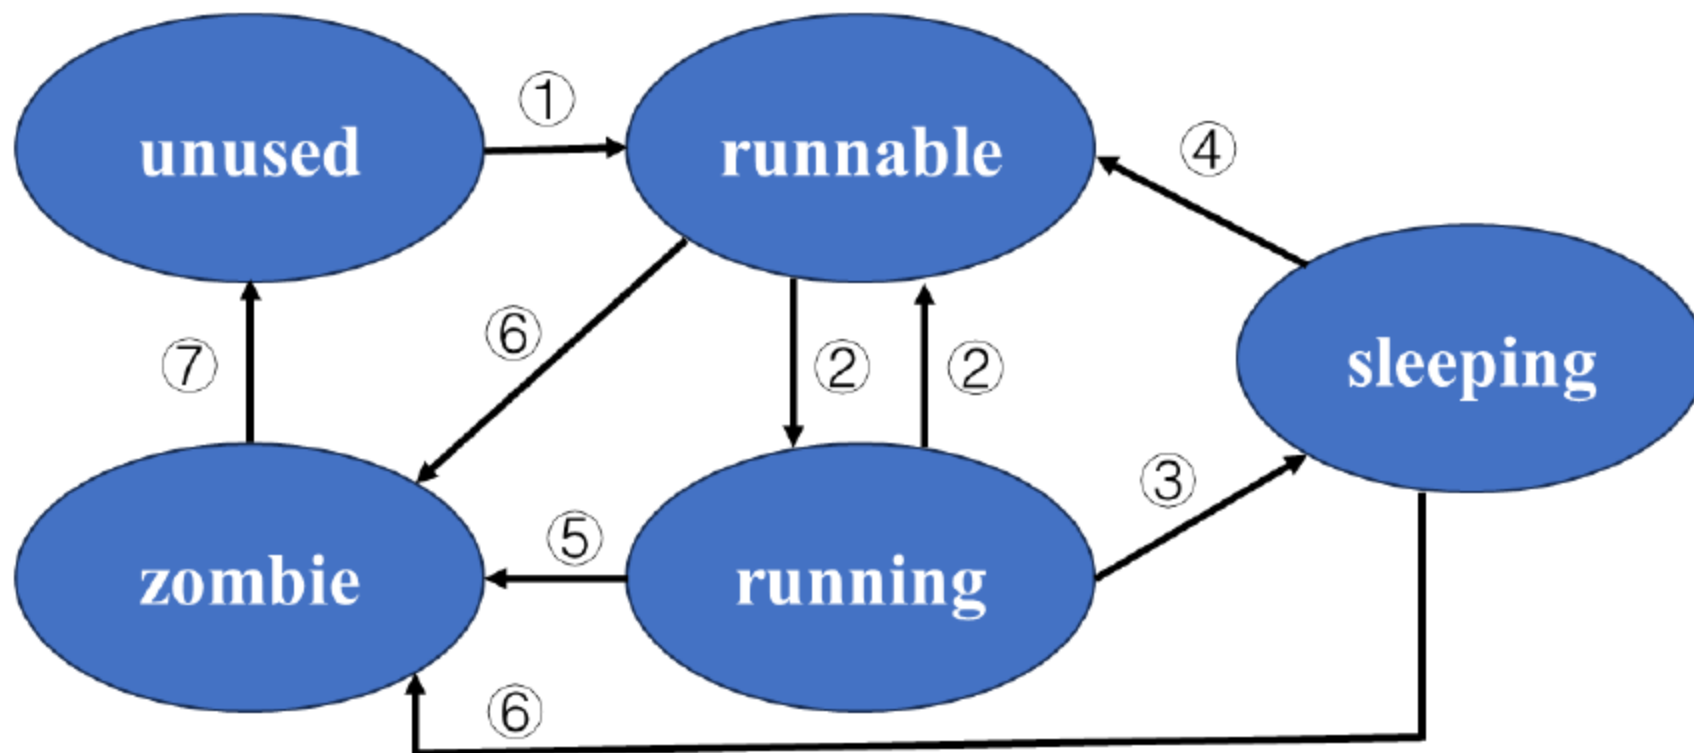 ①
unused
runnable
④
⑥
②
②
⑦
sleeping
③
⑤
zombie
running
⑥